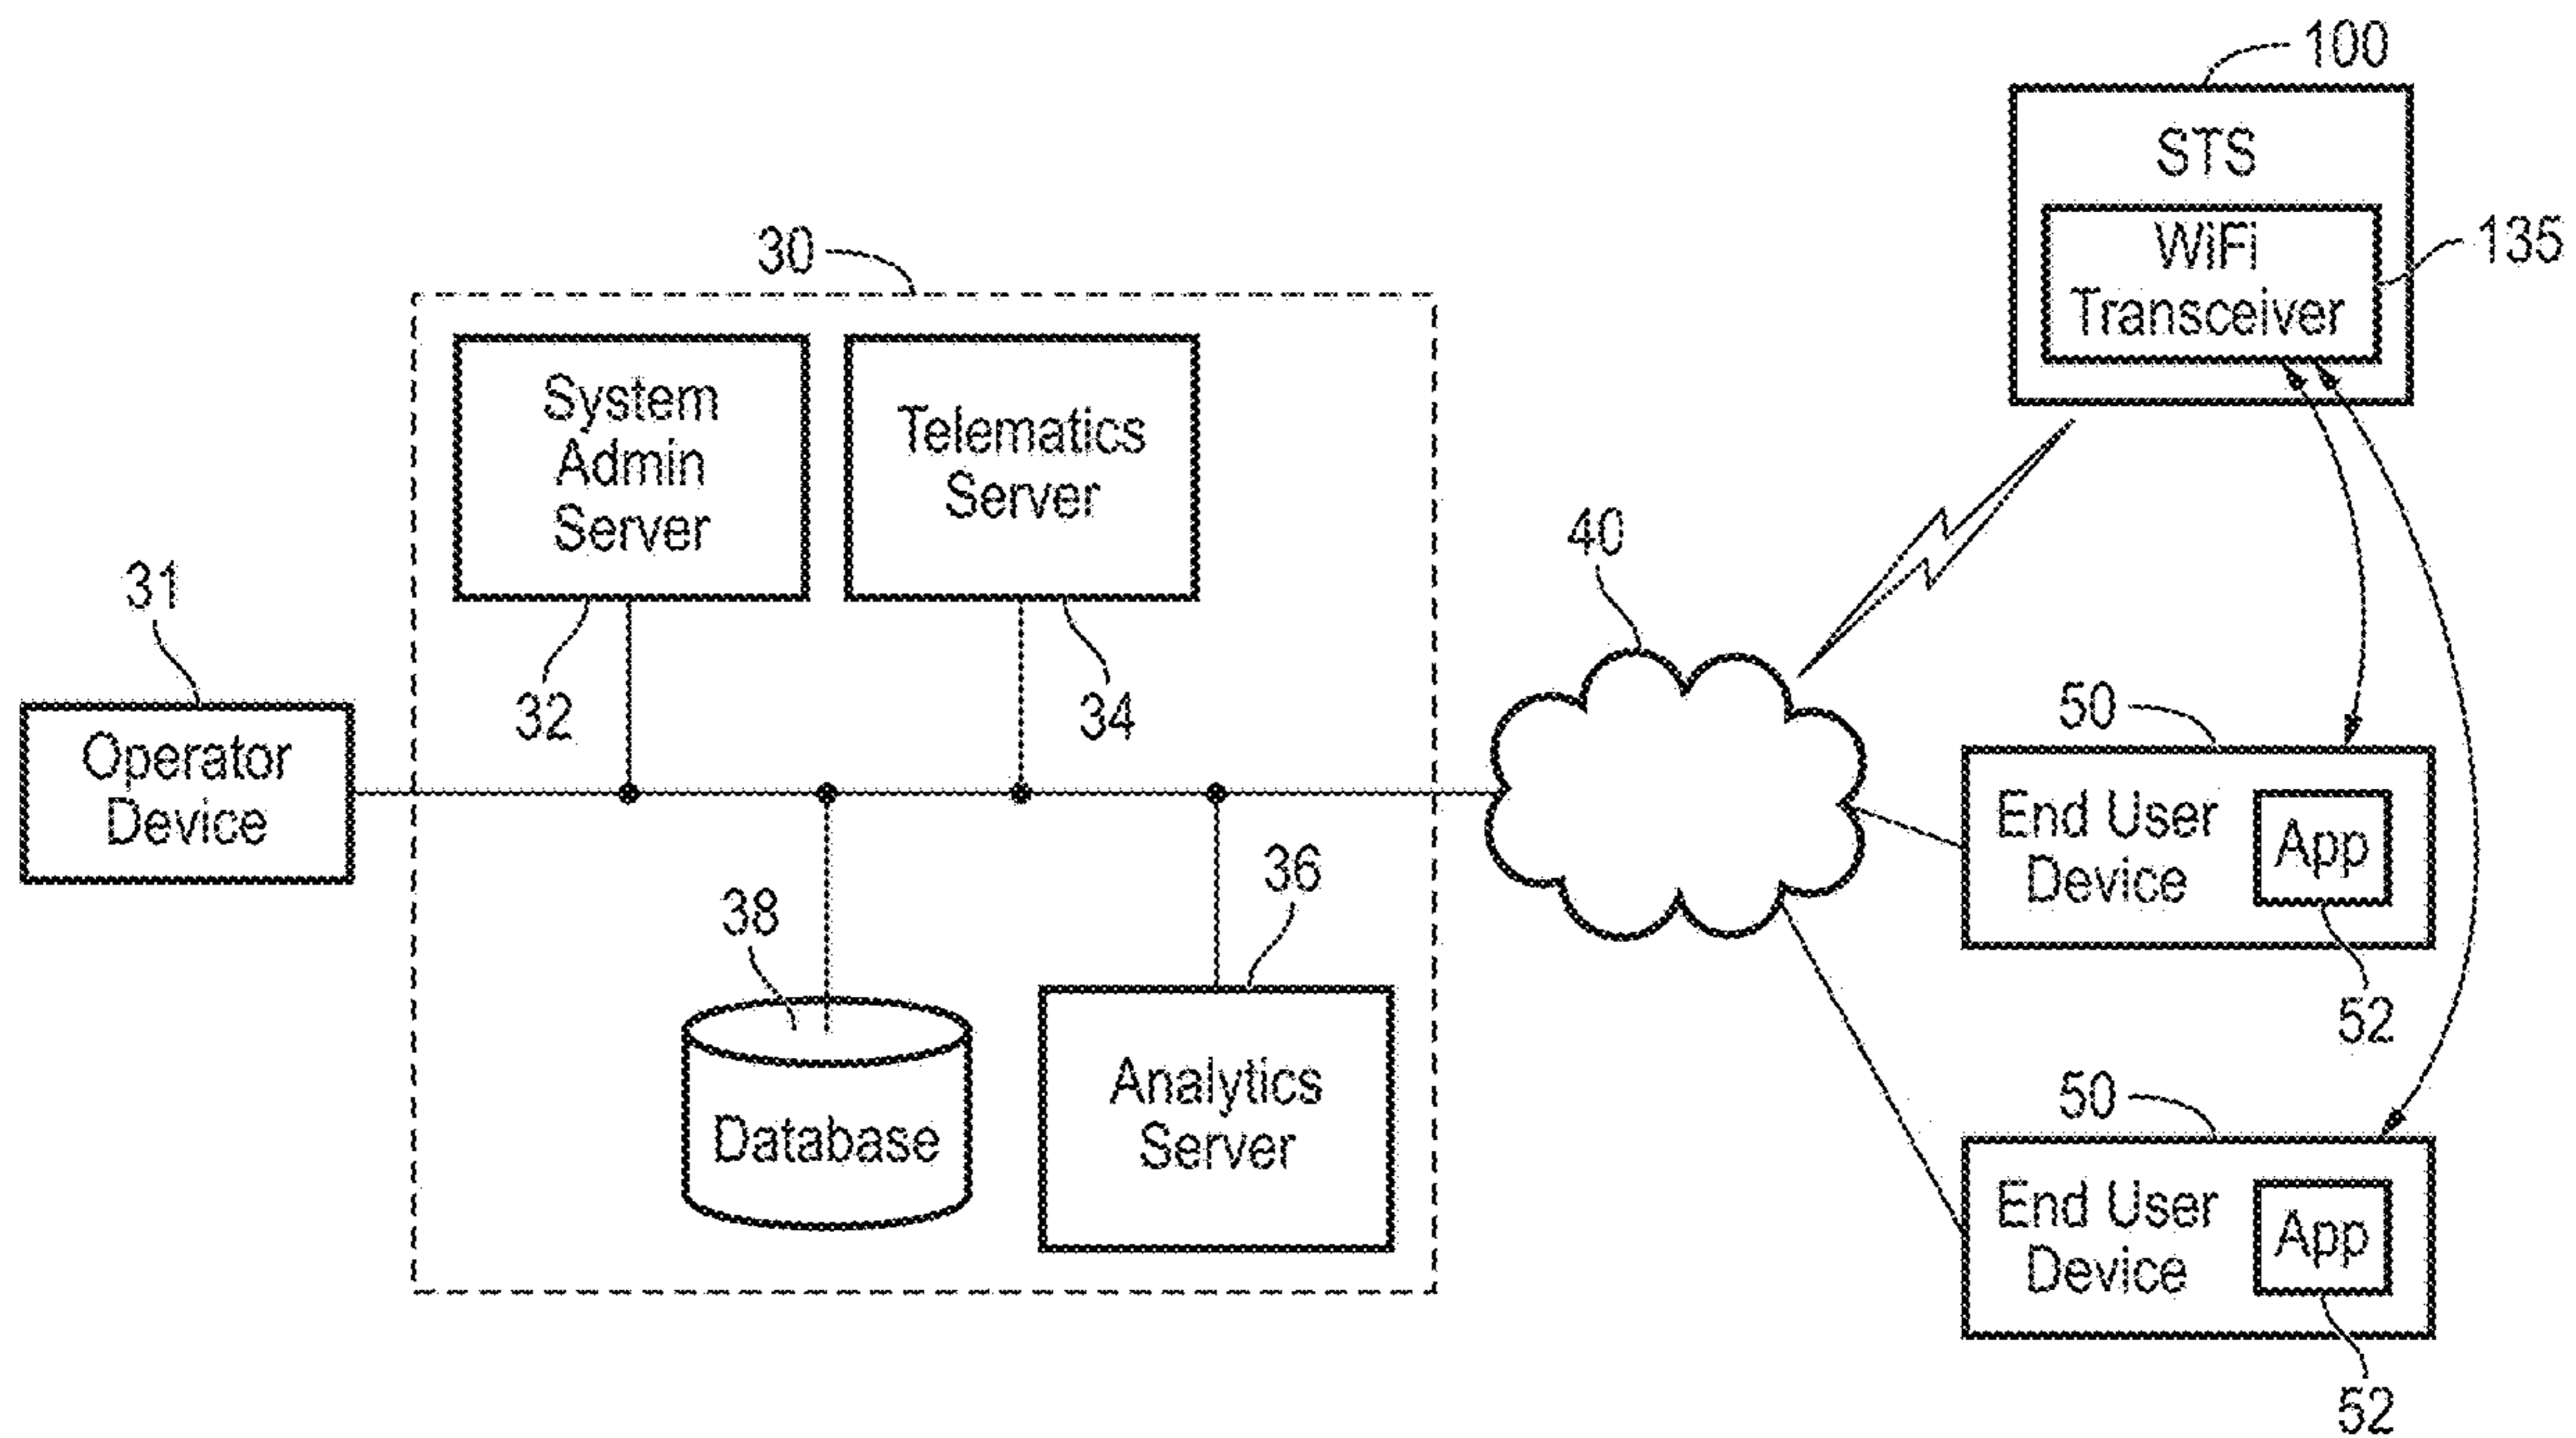 100
STS
WiFi
Transceiver
135
30
System
Admin
Server
Telematics
Server
40
31
32
34
50
Operator
Device
End User
Device
App
36
38
52
Database
Analytics
Server
50
End User
Device
App
52